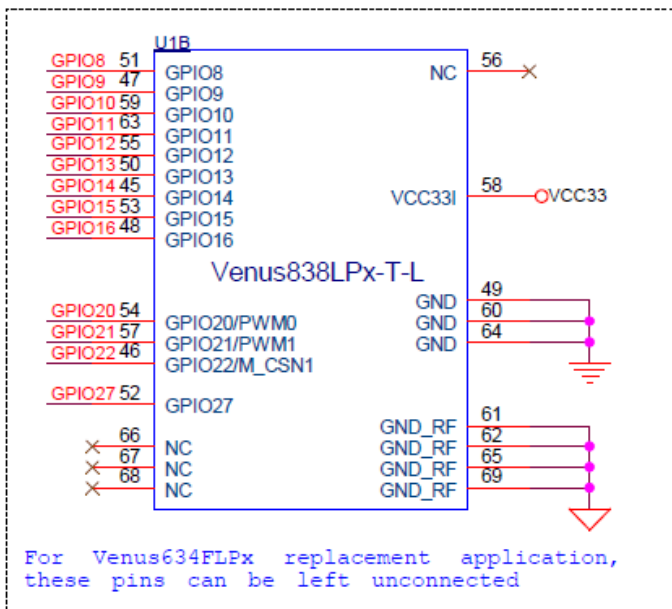 U1B
GPIO8 51 GPIO8 NC 56
GPIO9 47 GPIO9
GPIO10 59 GPIO10
GPIO11 63 GPIO11
GPIO12 55 GPIO12
GPIO13 50 GPIO13
GPIO14 45 GPIO14 VCC33I 58 VCC33
GPIO15 53 GPIO15
GPIO16 48 GPIO16
Venus838LPx-T-L
GND 49
GPIO20 54 GPIO20/PWM0 GND 60
GPIO21 57 GPIO21/PWM1 GND 64
GPIO22 46 GPIO22/M_CSN1
GPIO27 52 GPIO27
GND_RF 61
66 NC GND_RF 62
67 NC GND_RF 65
68 NC GND_RF 69
For Venus634FLPx replacement application,
these pins can be left unconnected